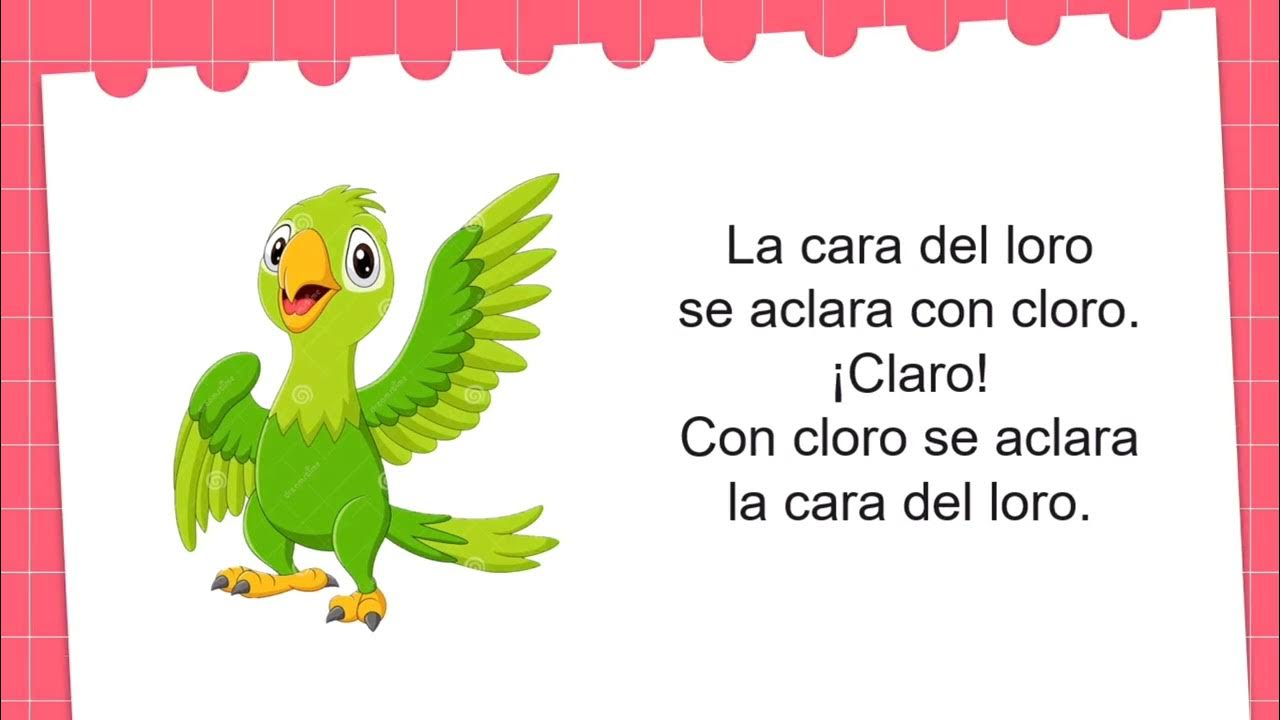 La cara del loro
se aclara con cloro.
¡Claro!
Con cloro se aclara
la cara del loro.